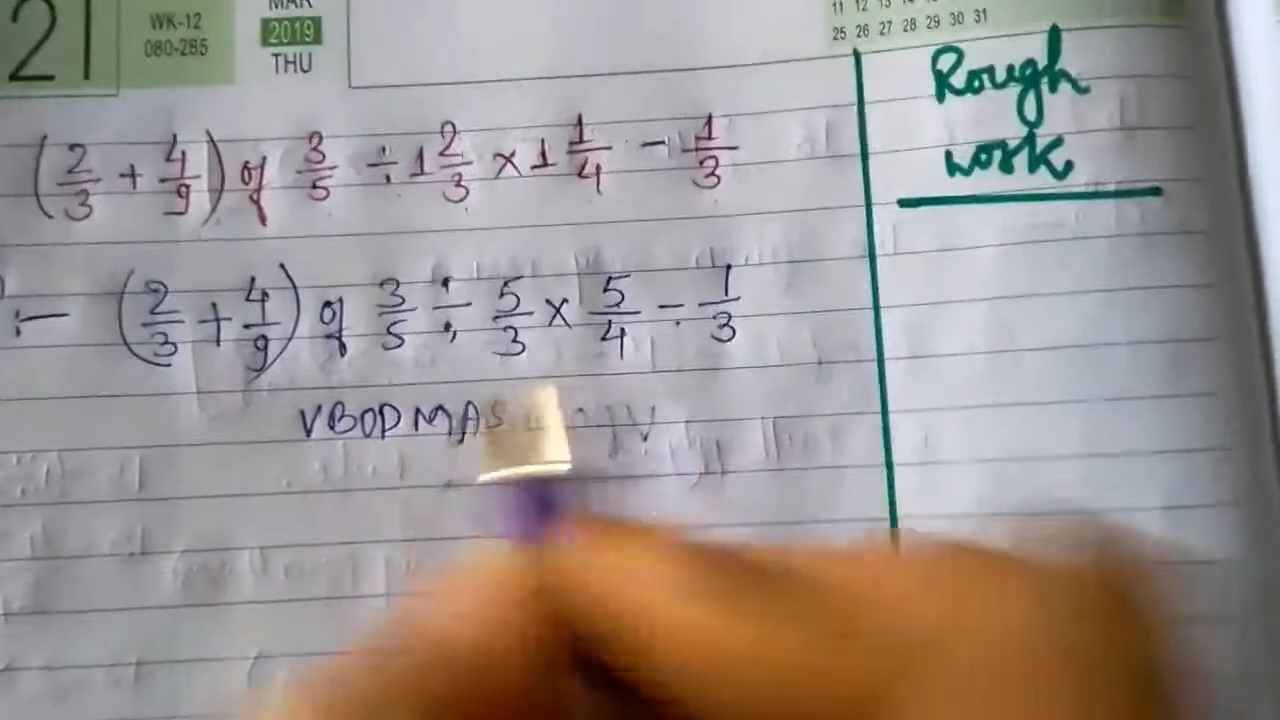 21
WK-12
080-285
MAR
2019
THU
11 12 13
25 26 27 28 29 30 31
Rough
work
(2/3 + 4/9) of 3/5 ÷ 1 2/3 × 1 1/4 - 1/3
:- (2/3 + 4/9) of 3/5 ÷ 5/3 × 5/4 - 1/3
VBODMAS